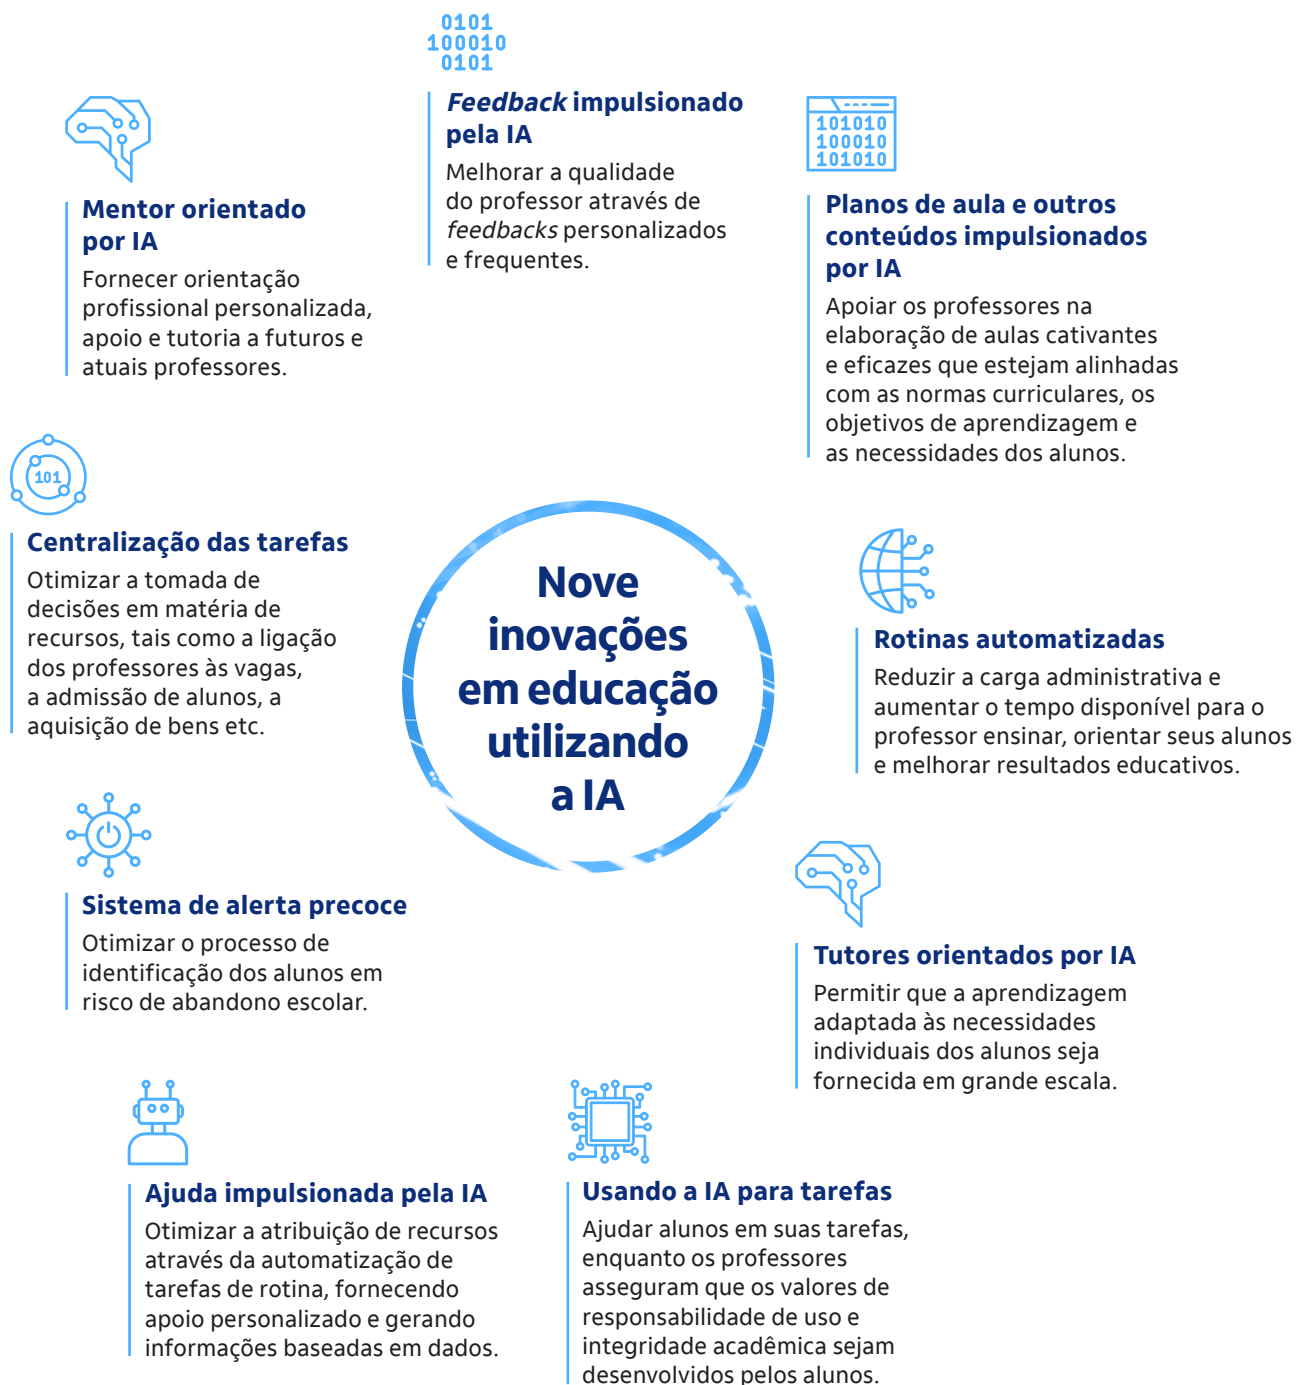 0101
100010
0101
Feedback impulsionado
pela IA
Melhorar a qualidade
do professor através de
feedbacks personalizados
e frequentes.
101010
100010
101010
Planos de aula e outros
conteúdos impulsionados
por IA
Apoiar os professores na
elaboração de aulas cativantes
e eficazes que estejam alinhadas
com as normas curriculares, os
objetivos de aprendizagem e
as necessidades dos alunos.
Mentor orientado
por IA
Fornecer orientação
profissional personalizada,
apoio e tutoria a futuros e
atuais professores.
101
Centralização das tarefas
Otimizar a tomada de
decisões em matéria de
recursos, tais como a ligação
dos professores às vagas,
a admissão de alunos, a
aquisição de bens etc.
Nove
inovações
em educação
utilizando
a IA
Rotinas automatizadas
Reduzir a carga administrativa e
aumentar o tempo disponível para o
professor ensinar, orientar seus alunos
e melhorar resultados educativos.
Sistema de alerta precoce
Otimizar o processo de
identificação dos alunos em
risco de abandono escolar.
Tutores orientados por IA
Permitir que a aprendizagem
adaptada às necessidades
individuais dos alunos seja
fornecida em grande escala.
Ajuda impulsionada pela IA
Otimizar a atribuição de recursos
através da automatização de
tarefas de rotina, fornecendo
apoio personalizado e gerando
informações baseadas em dados.
Usando a IA para tarefas
Ajudar alunos em suas tarefas,
enquanto os professores
asseguram que os valores de
responsabilidade de uso e
integridade acadêmica sejam
desenvolvidos pelos alunos.